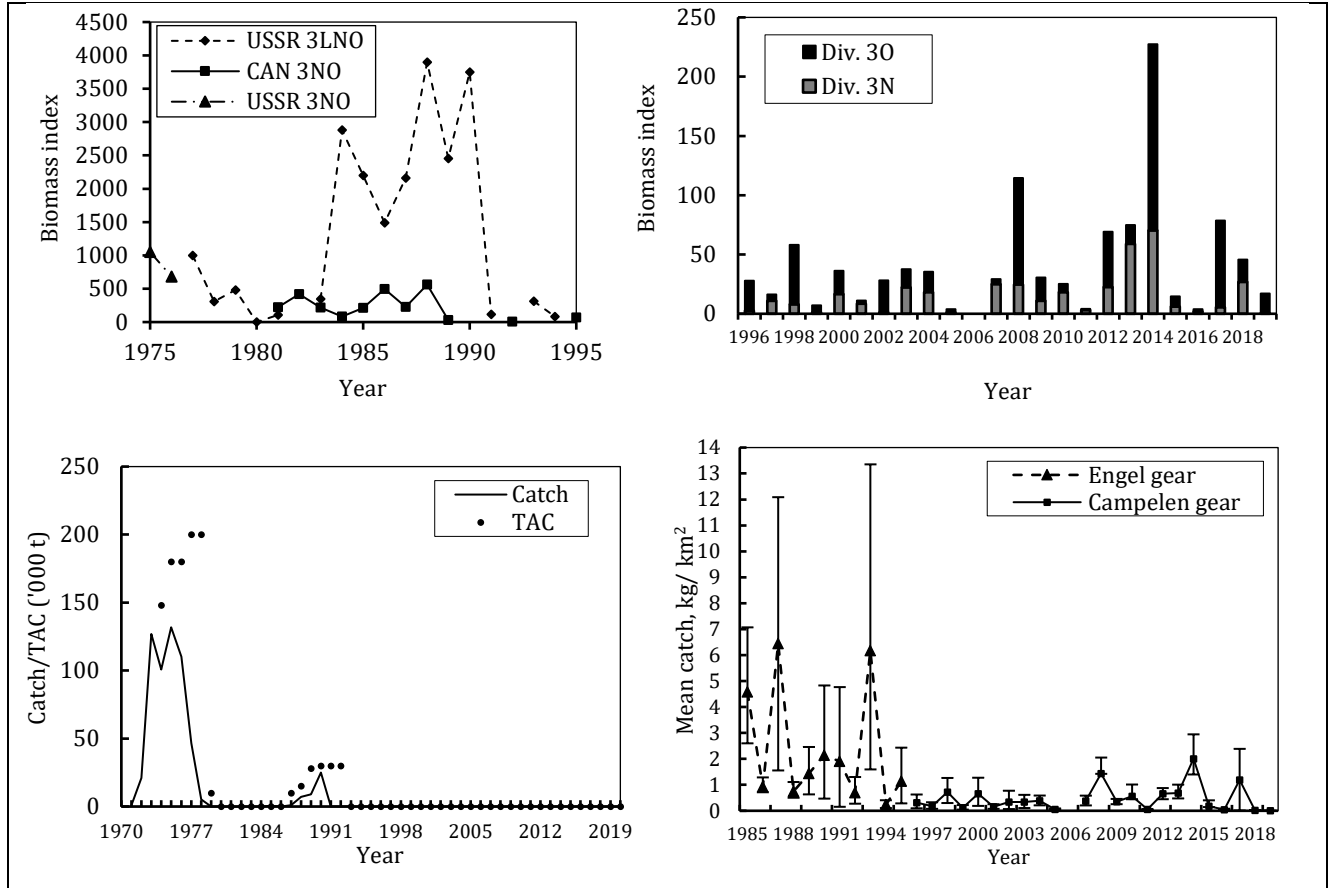 4500
4000
3500
3000
2500
2000
1500
1000
500
0
Biomass index
USSR 3LNO
CAN 3NO
USSR 3NO
1975 1980 1985 1990 1995
Year
250
200
150
100
50
0
Biomass index
Div. 3O
Div. 3N
1996 1998 2000 2002 2004 2006 2008 2010 2012 2014 2016 2018
Year
250
200
150
100
50
0
Catch/TAC ('000 t)
Catch
TAC
1970 1977 1984 1991 1998 2005 2012 2019
Year
14
13
12
11
10
9
8
7
6
5
4
3
2
1
0
Mean catch, kg/ km²
Engel gear
Campelen gear
1985 1988 1991 1994 1997 2000 2003 2006 2009 2012 2015 2018
Year